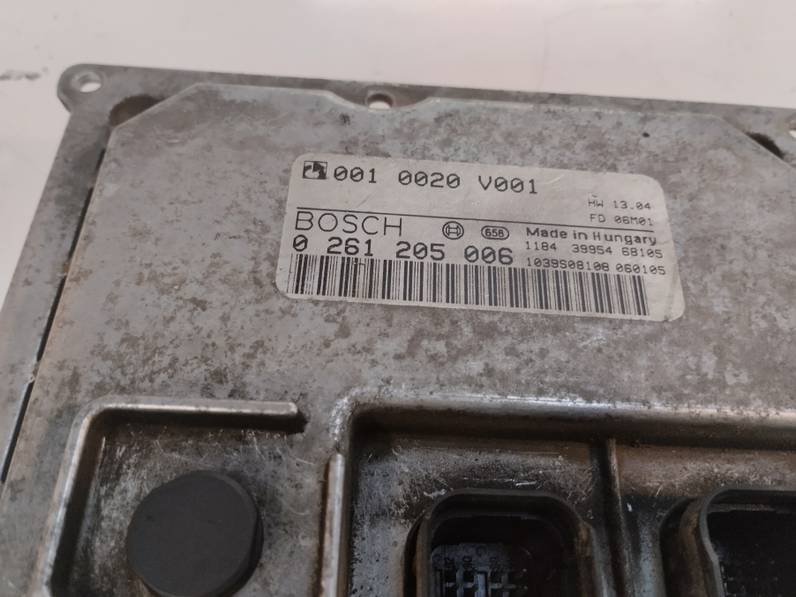 001 0020 V001
HW 13.04
FD 06M01
BOSCH
658
Made in Hungary
0 261 205 006
1184 39954 68105
1039S08108 060105